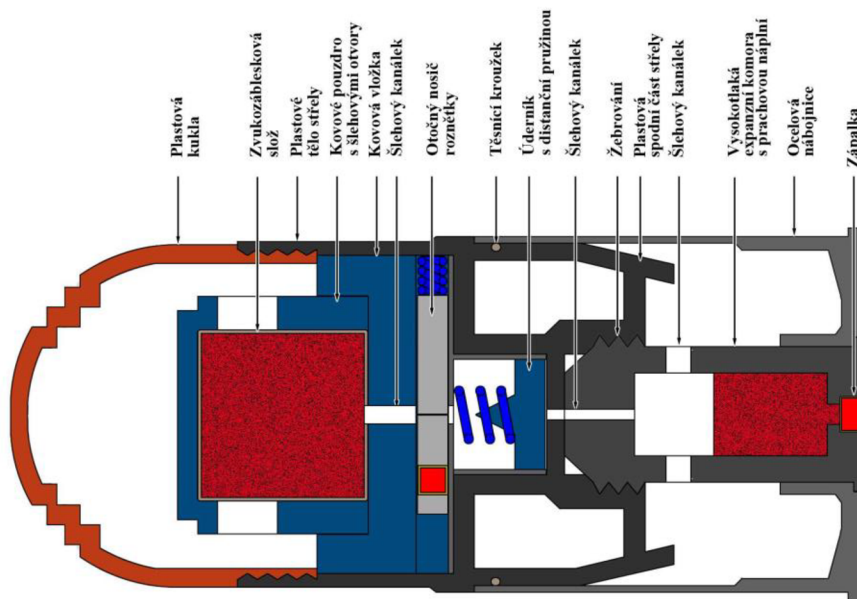 Plastová
kukla
Zvukozáblesková
slož
Plastové
tělo střely
Kovové pouzdro
s šlehovými otvory
Kovová vložka
Šlehový kanálek
Otočný nosič
roznětky
Těsnící kroužek
Úderník
s distanční pružinou
Šlehový kanálek
Žebrování
Plastová
spodní část střely
Šlehový kanálek
Vysokotlaká
expanzní komora
s prachovou náplní
Ocelová
nábojnice
Zápalka